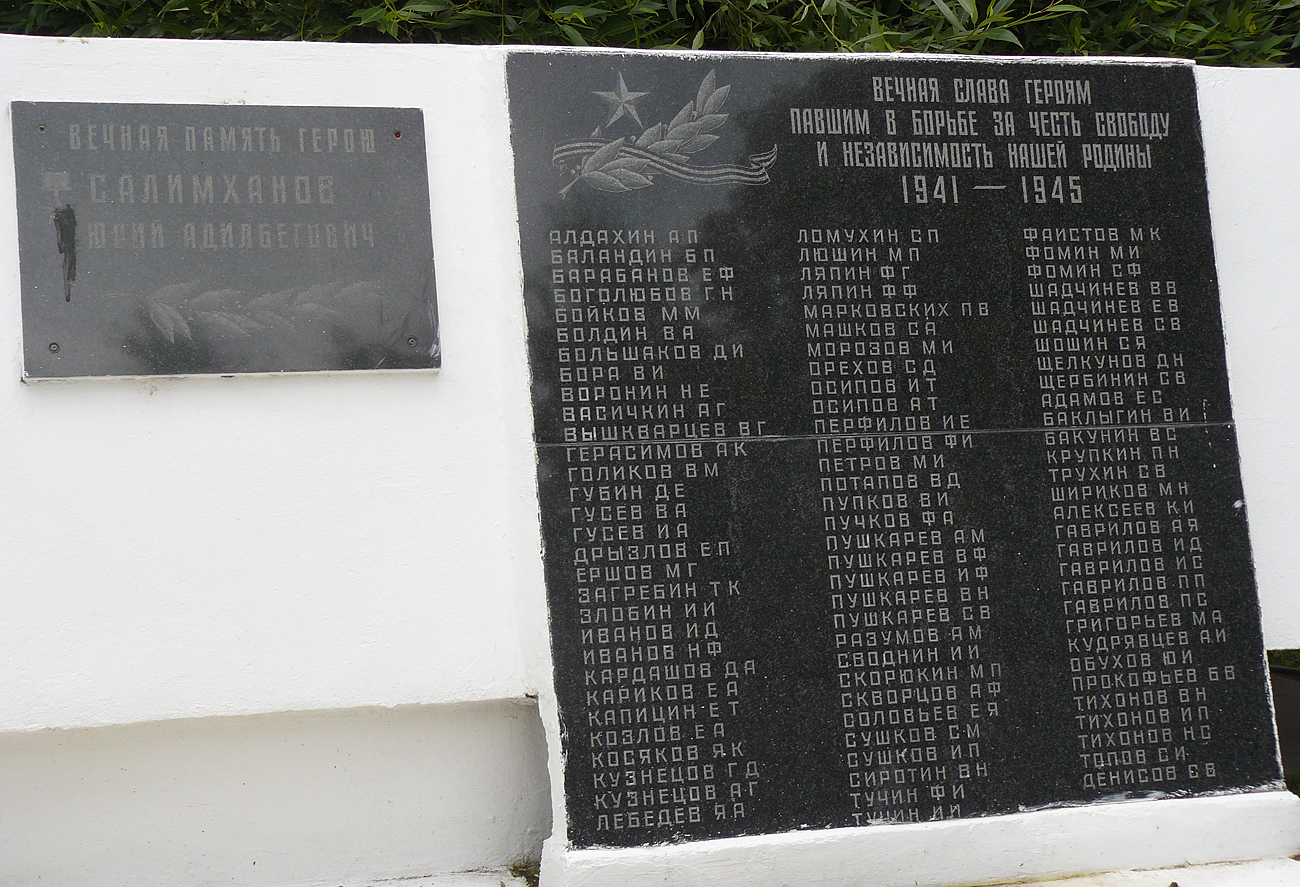 ВЕЧНАЯ ПАМЯТЬ ГЕРОЮ
САЛИМХАНОВ
ЮРИЙ АДИЛБЕГОВИЧ
ВЕЧНАЯ СЛАВА ГЕРОЯМ
ПАВШИМ В БОРЬБЕ ЗА ЧЕСТЬ СВОБОДУ
И НЕЗАВИСИМОСТЬ НАШЕЙ РОДИНЫ
1941 — 1945
АЛДАХИН А П
БАЛАНДИН Б П
БАРАБАНОВ Е Ф
БОГОЛЮБОВ Г Н
БОЙКОВ М М
БОЛДИН В А
БОЛЬШАКОВ Д И
БОРА В И
ВОРОНИН Н Е
ВАСИЧКИН А Г
ВЫШКВАРЦЕВ В Г
ГЕРАСИМОВ А К
ГОЛИКОВ В М
ГУБИН Д Е
ГУСЕВ В А
ГУСЕВ И А
ДРЫЗЛОВ Е П
ЕРШОВ М Г
ЗАГРЕБИН Т К
ЗЛОБИН И И
ИВАНОВ И Д
ИВАНОВ Н Ф
КАРДАШОВ Д А
КАРИКОВ Е А
КАПИЦИН Е Т
КОЗЛОВ Е А
КОСЯКОВ Я К
КУЗНЕЦОВ Г Д
КУЗНЕЦОВ А Г
ЛЕБЕДЕВ Я А
ЛОМУХИН С П
ЛЮШИН М П
ЛЯПИН Ф Г
ЛЯПИН Ф Ф
МАРКОВСКИХ П В
МАШКОВ С А
МОРОЗОВ М И
ОРЕХОВ С Д
ОСИПОВ И Т
ОСИПОВ А Т
ПЕРФИЛОВ И Е
ПЕРФИЛОВ Ф И
ПЕТРОВ М И
ПОТАПОВ В Д
ПУПКОВ В И
ПУЧКОВ Ф А
ПУШКАРЕВ А М
ПУШКАРЕВ В Ф
ПУШКАРЕВ И Ф
ПУШКАРЕВ В Н
ПУШКАРЕВ С В
РАЗУМОВ А М
СВОДНИН И И
СКОРЮКИН М П
СКВОРЦОВ А Ф
СОЛОВЬЕВ Е Я
СУШКОВ С М
СУШКОВ И П
СИРОТИН В Н
ТУЧИН Ф И
ТУЧИН И И
ФАИСТОВ М К
ФОМИН М И
ФОМИН С Ф
ШАДЧИНЕВ В В
ШАДЧИНЕВ Е В
ШАДЧИНЕВ С В
ШОШИН С Я
ЩЕЛКУНОВ Д Н
ЩЕРБИНИН С В
АДАМОВ Е С
БАКЛЫГИН В И
БАКУНИН В С
КРУПКИН П Н
ТРУХИН С В
ШИРИКОВ М Н
АЛЕКСЕЕВ К И
ГАВРИЛОВ А Я
ГАВРИЛОВ И Д
ГАВРИЛОВ И С
ГАВРИЛОВ П П
ГАВРИЛОВ П С
ГРИГОРЬЕВ М А
КУДРЯВЦЕВ А И
ОБУХОВ Ю И
ПРОКОФЬЕВ Б В
ТИХОНОВ В Н
ТИХОНОВ И П
ТИХОНОВ Н С
ТОПОВ С И
ДЕНИСОВ Е В